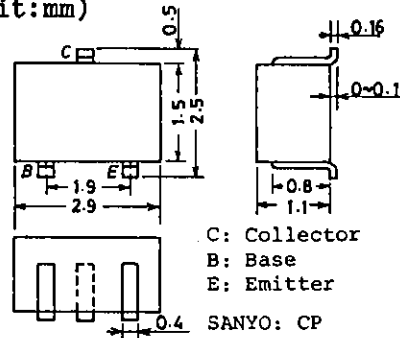 it:mm)
C
0.5
0.16
1.5
2.5
0~0.1
B
E
1.9
2.9
0.8
1.1
C: Collector
B: Base
E: Emitter
0.4
SANYO: CP